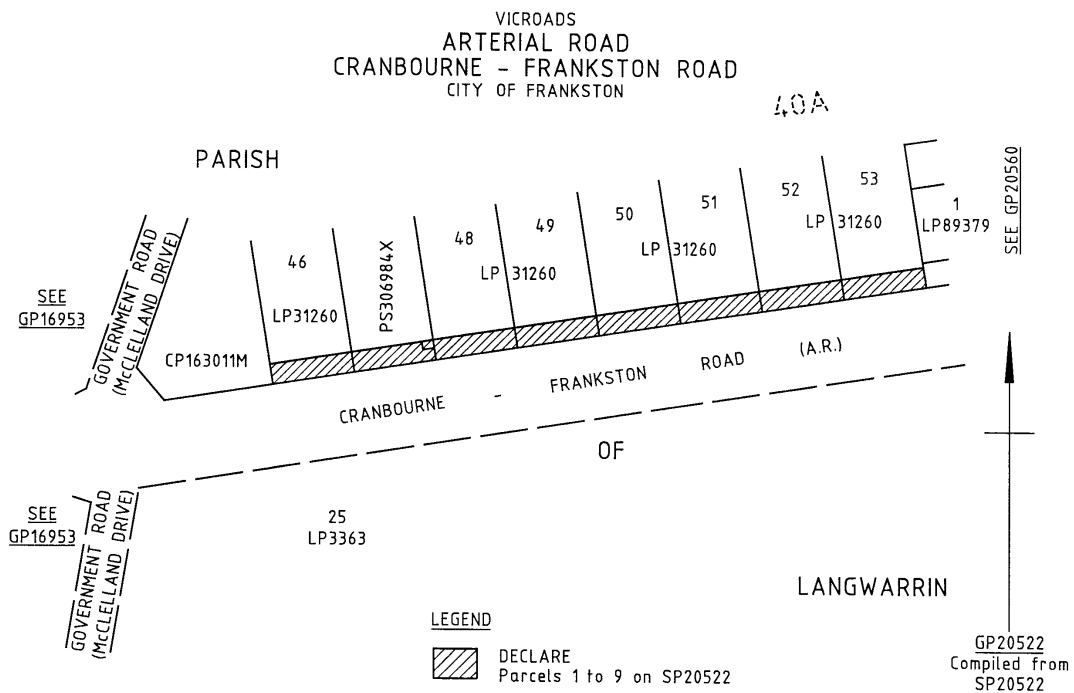 VICROADS
ARTERIAL ROAD
CRANBOURNE - FRANKSTON ROAD
CITY OF FRANKSTON
40A
PARISH
SEE GP20560
53
52
51
50
49
48
46
1
LP89379
LP 31260
LP 31260
LP 31260
PS306984X
LP31260
GOVERNMENT ROAD
(McCLELLAND DRIVE)
SEE
GP16953
CP163011M
CRANBOURNE - FRANKSTON ROAD (A.R.)
OF
SEE
GP16953
GOVERNMENT ROAD
(McCLELLAND DRIVE)
25
LP3363
LANGWARRIN
LEGEND
DECLARE
Parcels 1 to 9 on SP20522
GP20522
Compiled from
SP20522